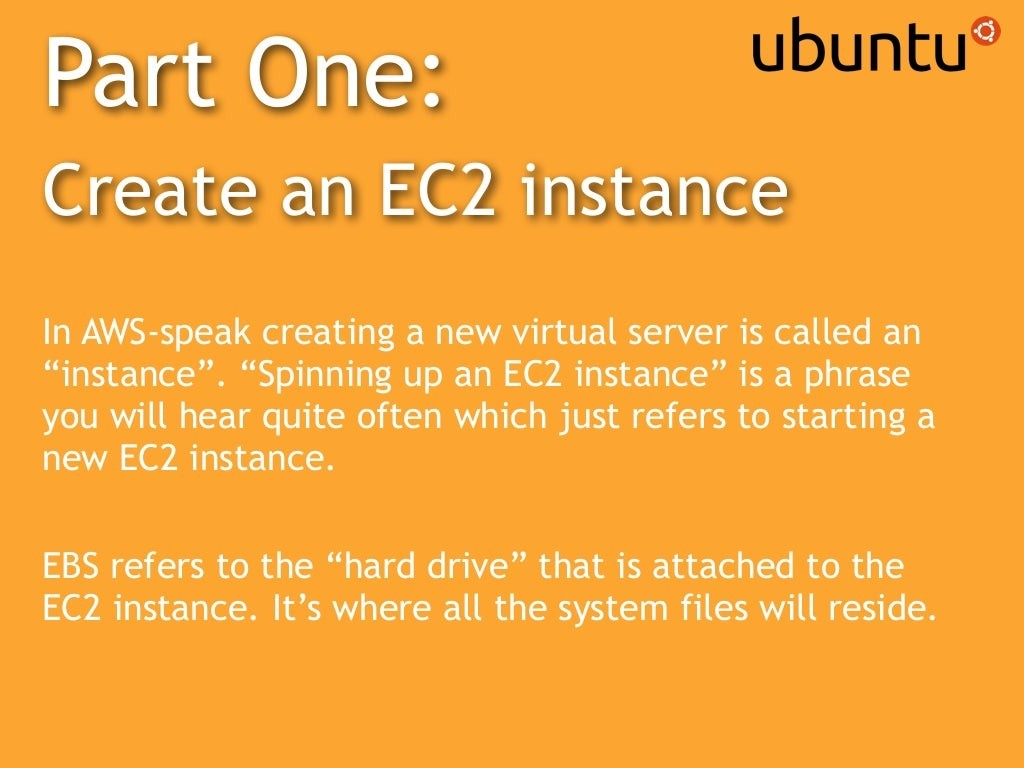 Part One:
ubuntu
Create an EC2 instance
In AWS-speak creating a new virtual server is called an
“instance”. “Spinning up an EC2 instance” is a phrase
you will hear quite often which just refers to starting a
new EC2 instance.
EBS refers to the “hard drive” that is attached to the
EC2 instance. It’s where all the system files will reside.